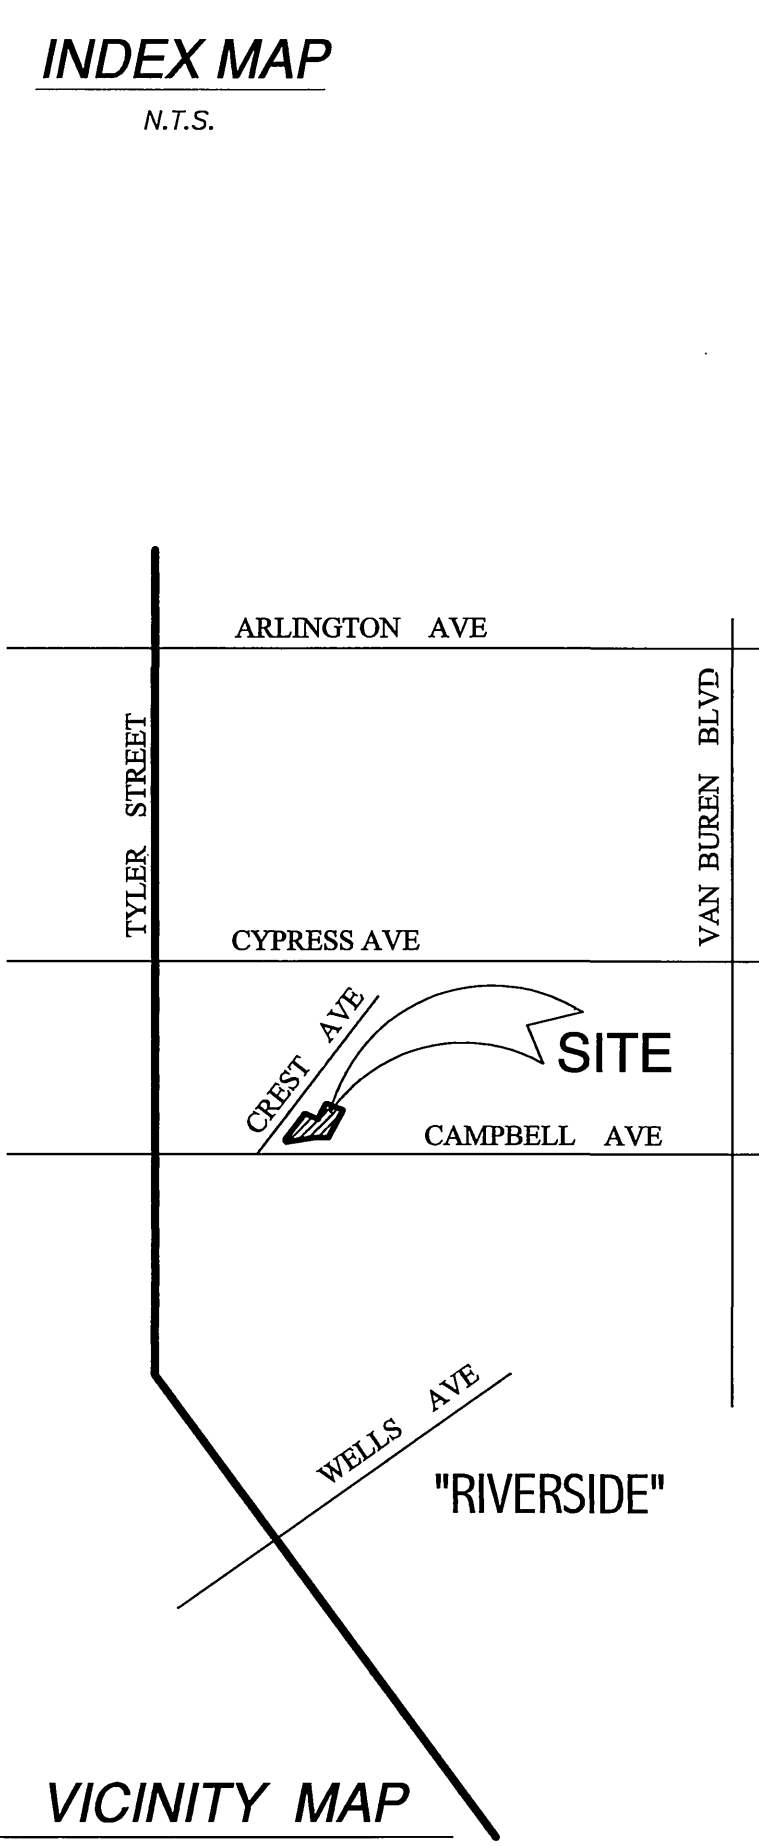 INDEX MAP
N.T.S.
ARLINGTON AVE
VAN BUREN BLVD
TYLER STREET
CYPRESS AVE
CREST AVE
SITE
CAMPBELL AVE
WELLS AVE
"RIVERSIDE"
VICINITY MAP